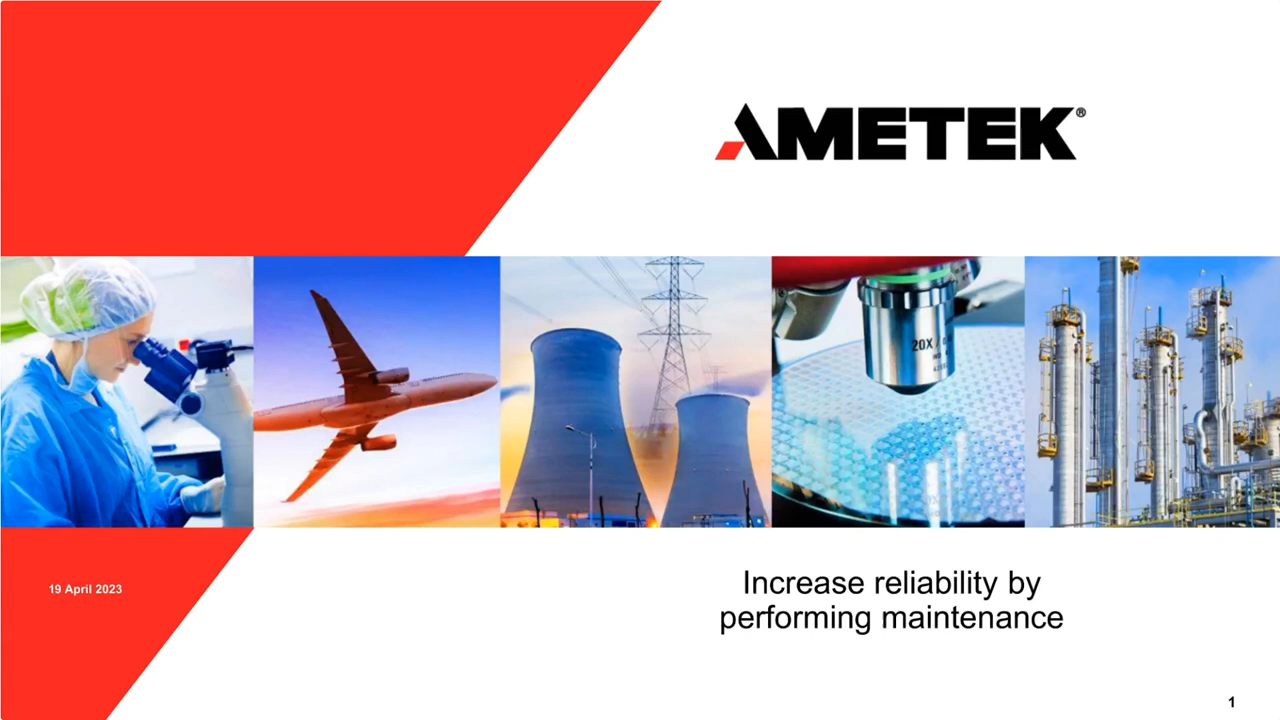 AMETEK®
20X /
19 April 2023
Increase reliability by
performing maintenance
1